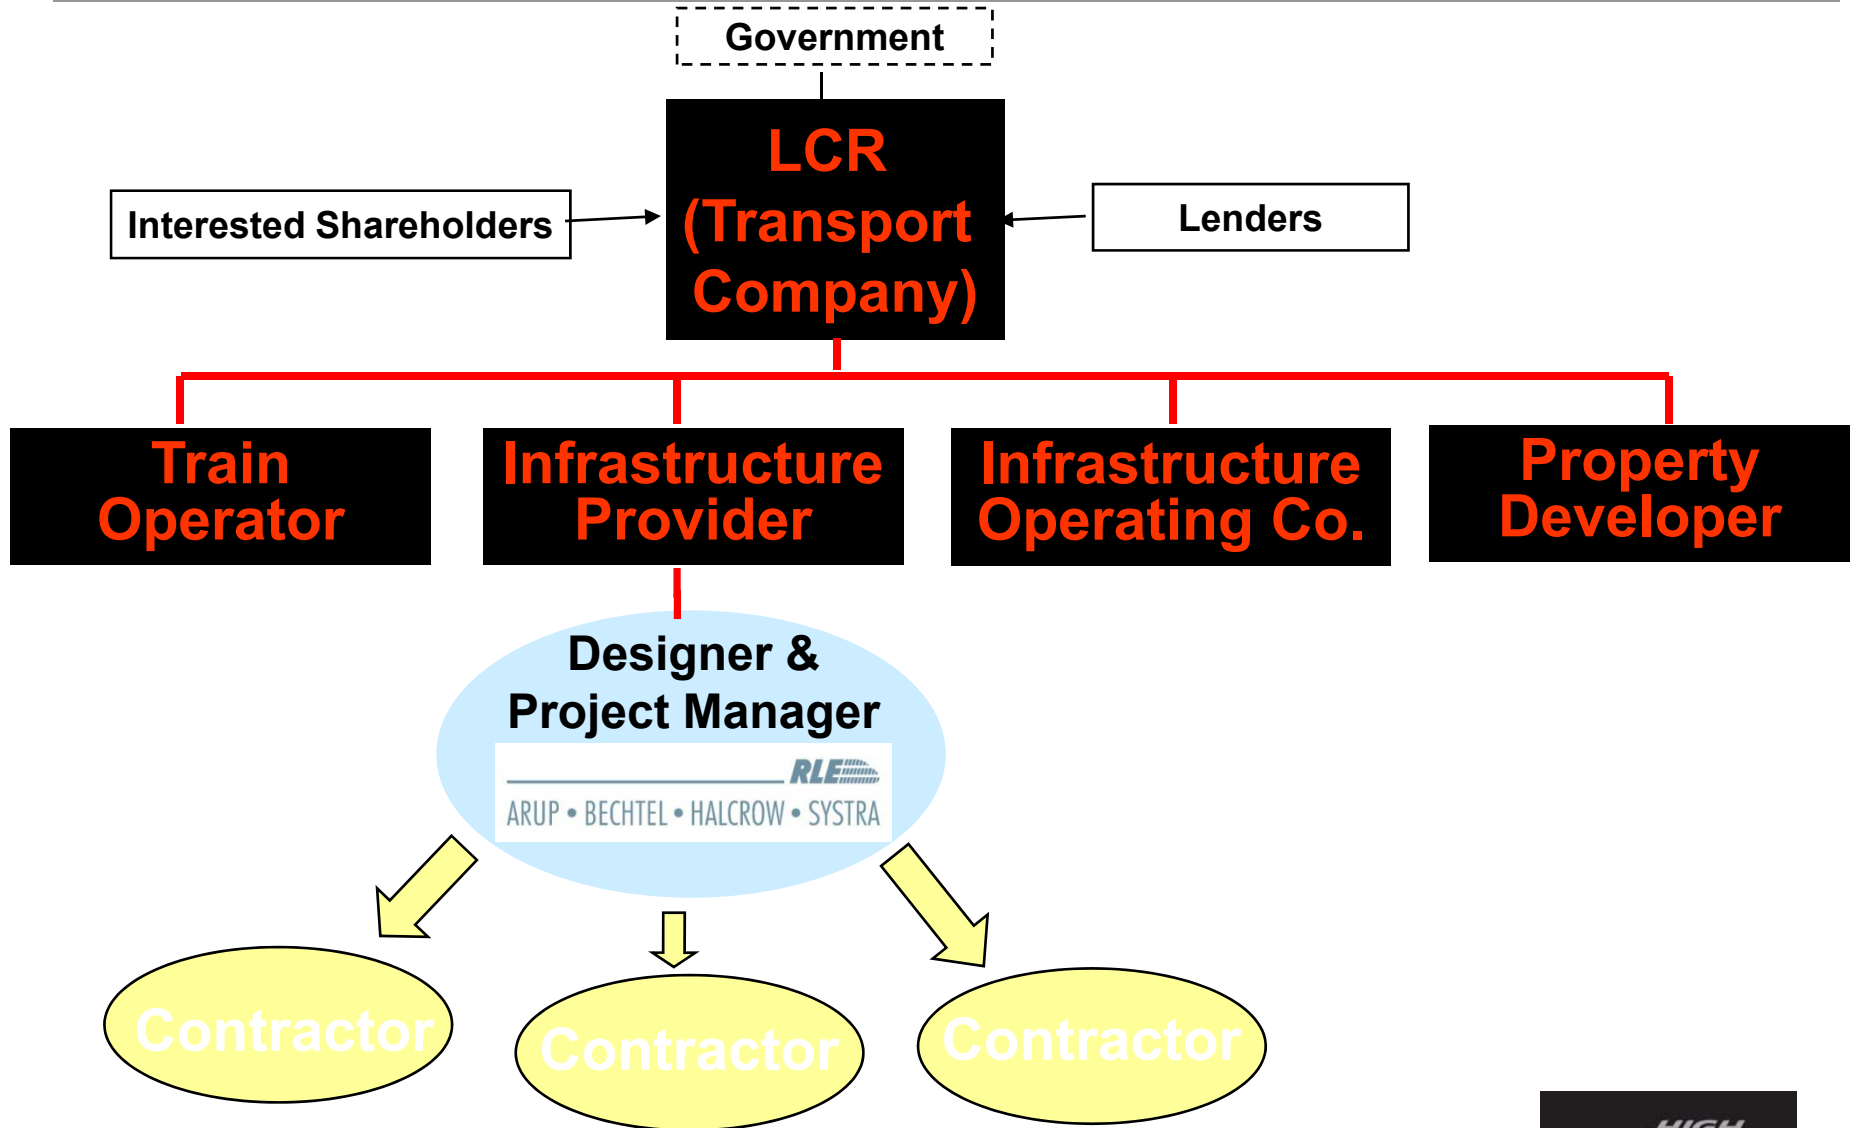 Government
LCR
(Transport
Company)
Interested Shareholders
Lenders
Train
Operator
Infrastructure
Provider
Infrastructure
Operating Co.
Property
Developer
Designer &
Project Manager
RLE
ARUP • BECHTEL • HALCROW • SYSTRA
Contractor
Contractor
Contractor
HIGH